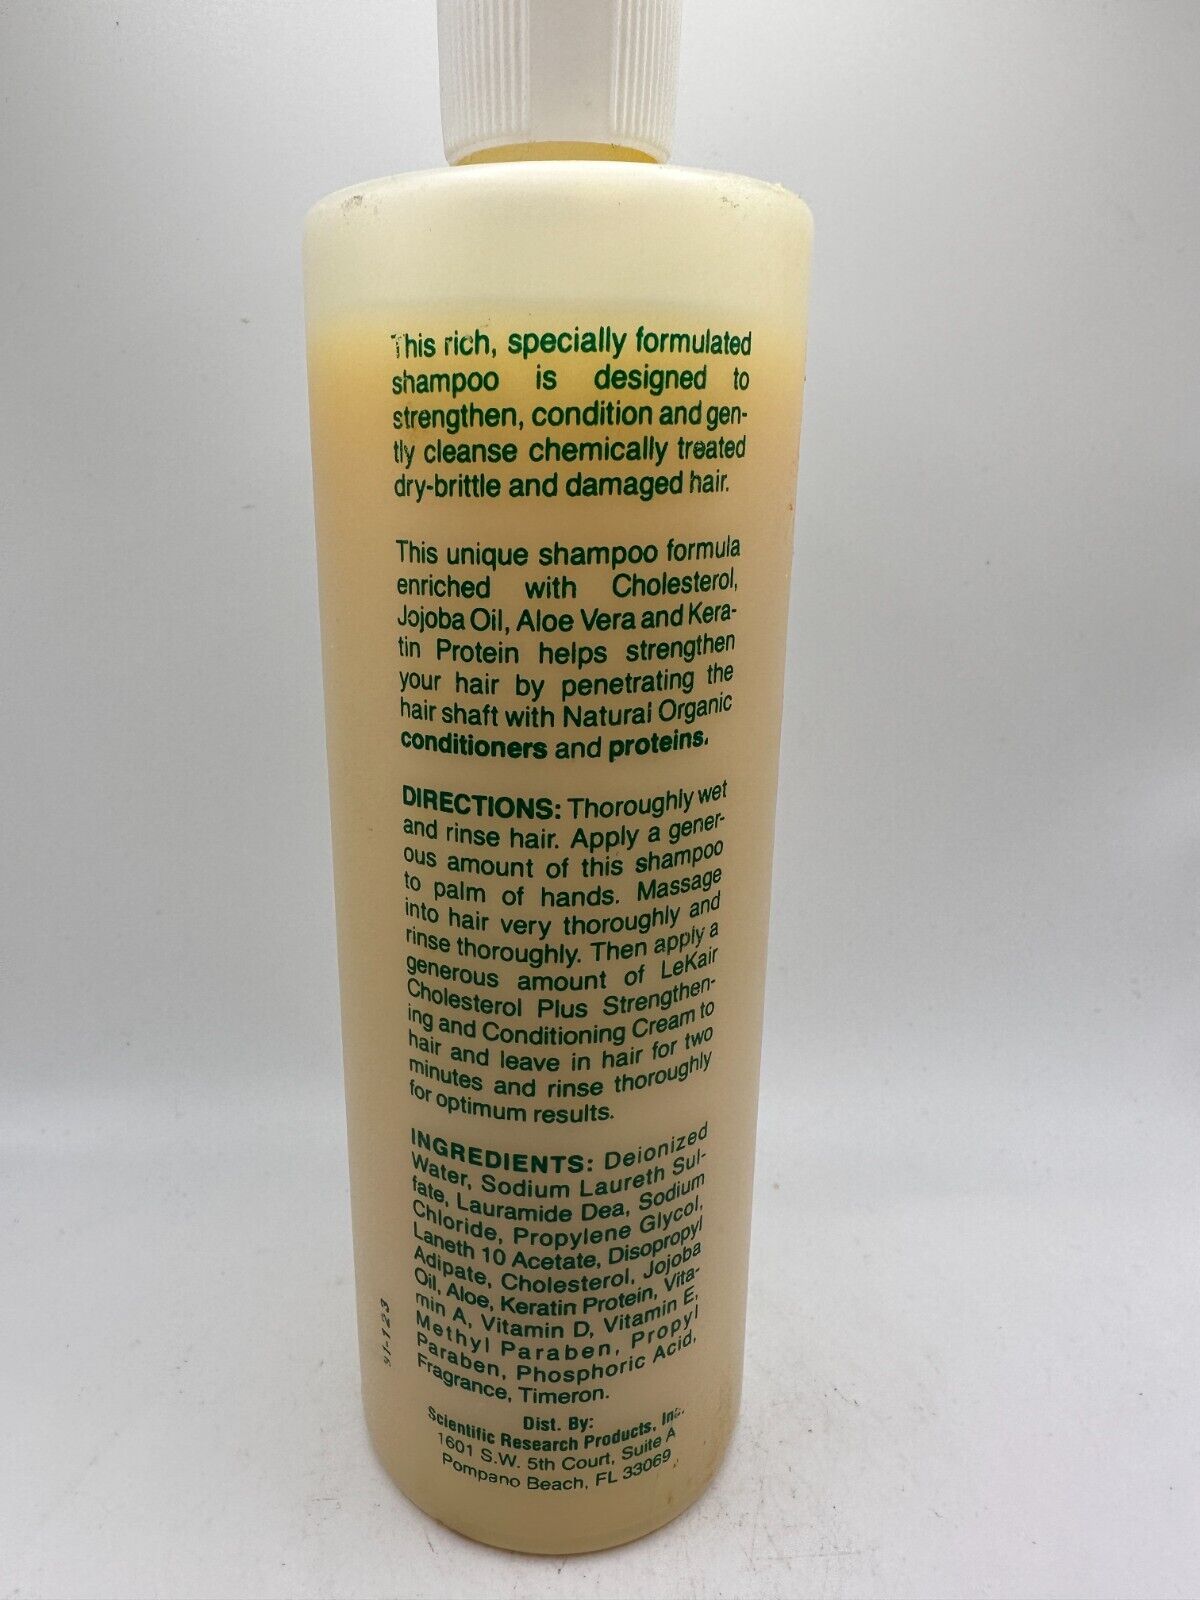 This rich, specially formulated
shampoo is designed to
strengthen, condition and gen-
tly cleanse chemically treated
dry-brittle and damaged hair.
This unique shampoo formula
enriched with Cholesterol,
Jojoba Oil, Aloe Vera and Kera-
tin Protein helps strengthen
your hair by penetrating the
hair shaft with Natural Organic
conditioners and proteins.
DIRECTIONS: Thoroughly wet
and rinse hair. Apply a gener-
ous amount of this shampoo
to palm of hands. Massage
into hair very thoroughly and
rinse thoroughly. Then apply a
generous amount of LeKair
Cholesterol Plus Strengthen-
ing and Conditioning Cream to
hair and leave in hair for two
minutes and rinse thoroughly
for optimum results.
INGREDIENTS: Deionized
Water, Sodium Laureth Sul-
fate, Lauramide Dea, Sodium
Chloride, Propylene Glycol,
Laneth 10 Acetate, Disopropyl
Adipate, Cholesterol, Jojoba
Oil, Aloe, Keratin Protein, Vita-
min A, Vitamin D, Vitamin E,
Methyl Paraben, Propyl
Paraben, Phosphoric Acid,
Fragrance, Timeron.
Dist. By:
Scientific Research Products, Inc.
1601 S.W. 5th Court, Suite A
Pompano Beach, FL 33069
91-123